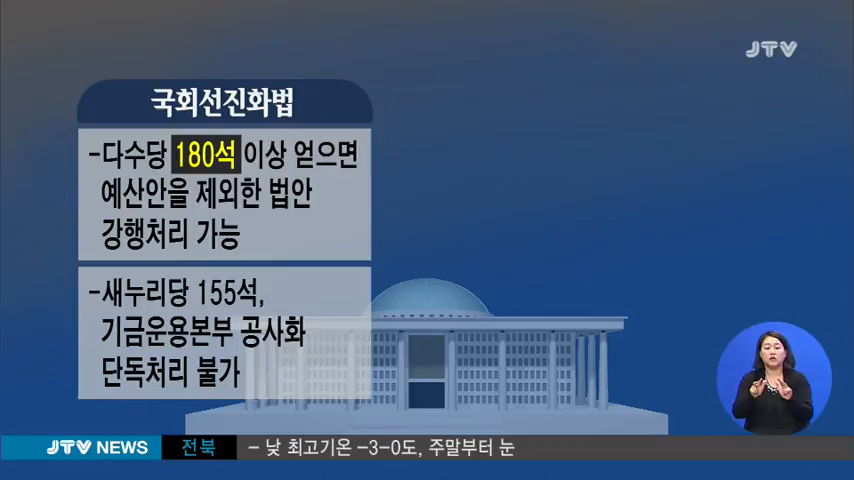 JTV
국회선진화법
-다수당 180석 이상 얻으면
예산안을 제외한 법안
강행처리 가능
-새누리당 155석,
기금운용본부 공사화
단독처리 불가
JTV NEWS 전북 - 낮 최고기온 -3-0도, 주말부터 눈